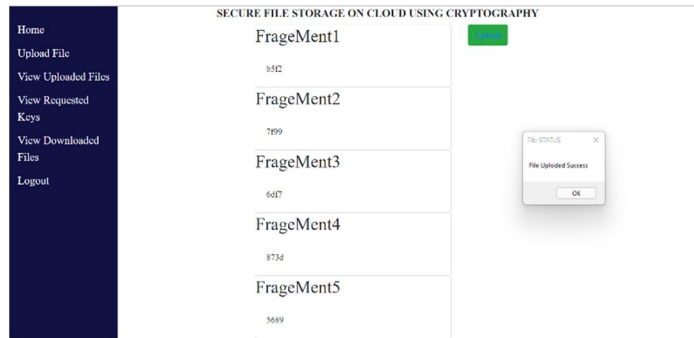 SECURE FILE STORAGE ON CLOUD USING CRYPTOGRAPHY
Home
Upload File
View Uploaded Files
View Requested
Keys
View Downloaded
Files
Logout
FrageMent1
b5f2
FrageMent2
7f99
FrageMent3
6df7
FrageMent4
873d
FrageMent5
5689
Upload
File STATUS
File Uploded Success
OK